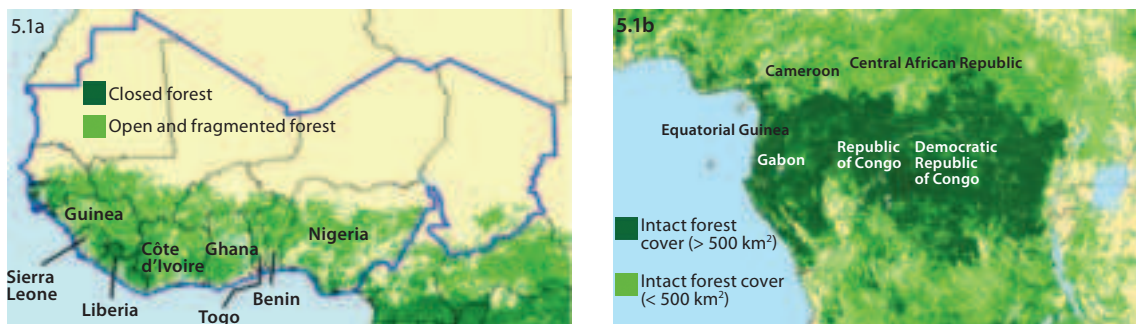 5.1a
Closed forest
Open and fragmented forest
Guinea
Côte
d’Ivoire
Ghana
Nigeria
Sierra
Leone
Liberia
Togo
Benin
5.1b
Cameroon
Central African Republic
Equatorial Guinea
Gabon
Republic
of Congo
Democratic
Republic
of Congo
Intact forest
cover (> 500 km²)
Intact forest cover
(< 500 km²)